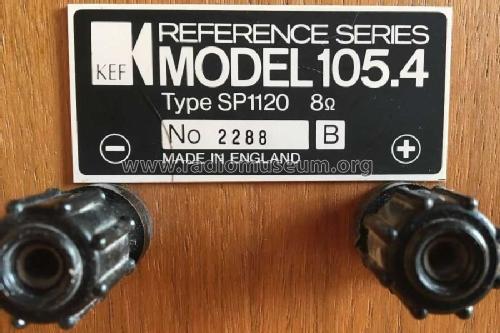 KEF
REFERENCE SERIES
MODEL 105.4
Type SP1120 8Ω
No 2288 B
MADE IN ENGLAND
www.radiomuseum.org